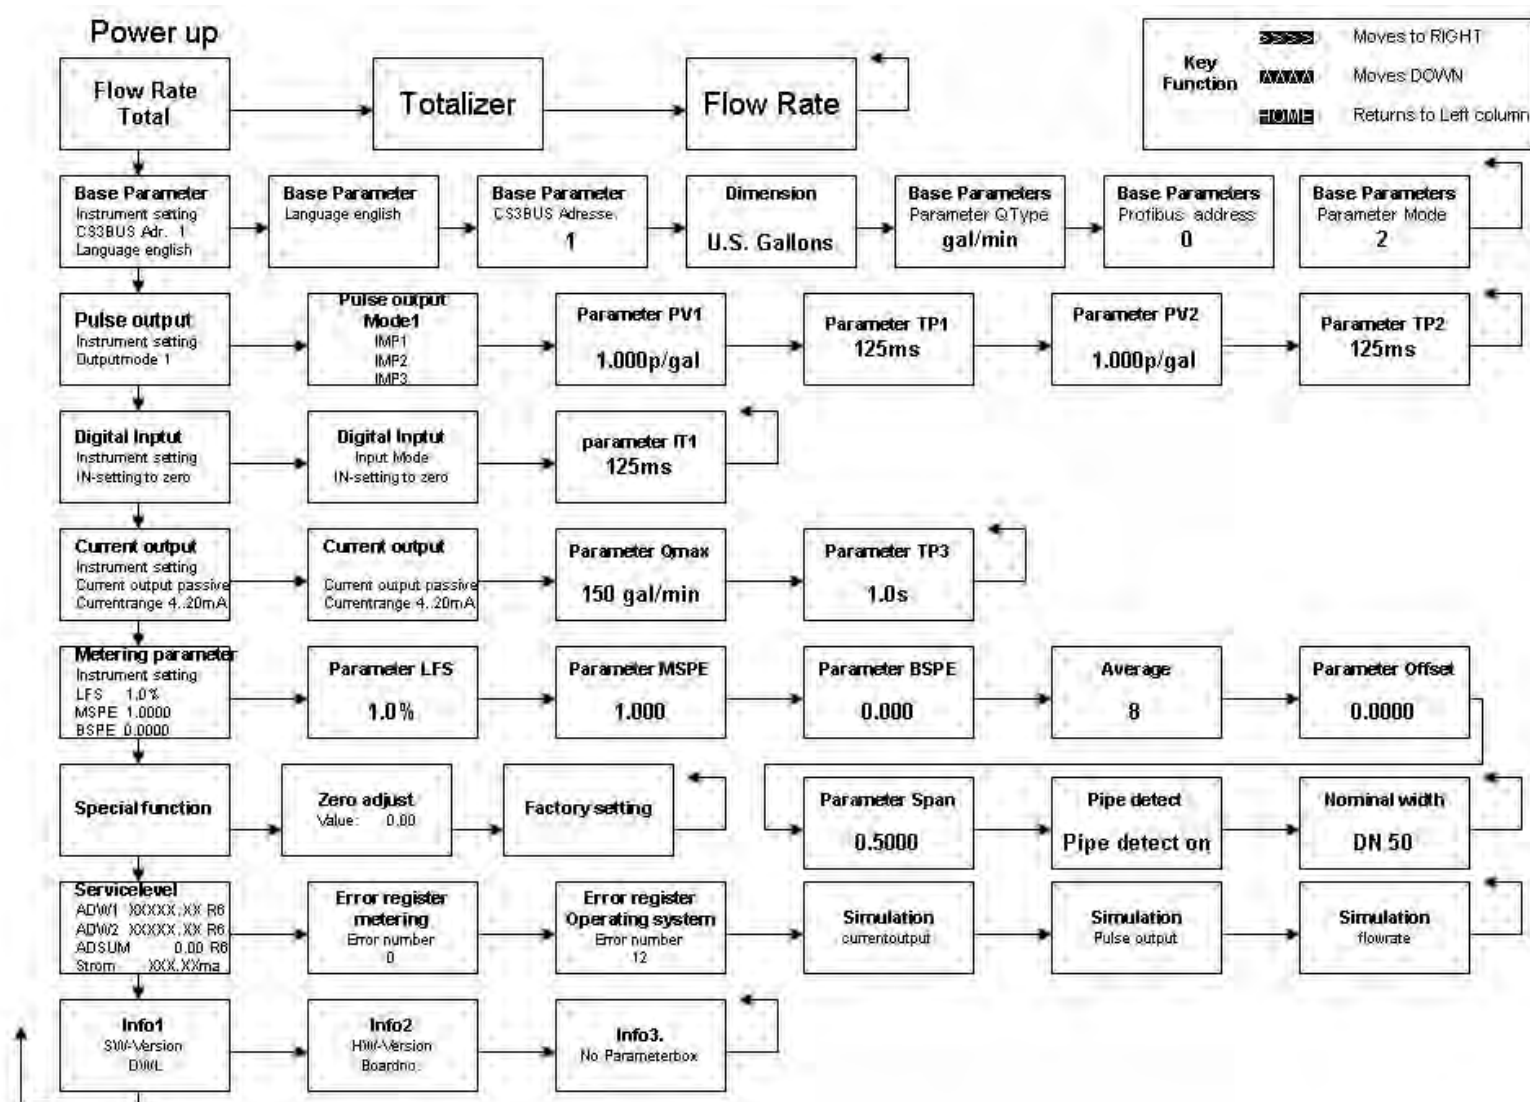 Power up
Flow Rate
Total
Totalizer
Flow Rate
Key
Function
>>>>
Moves to RIGHT
ΛΛΛΛ
Moves DOWN
HOME
Returns to Left column
Base Parameter
Instrument setting
CS3BUS Adr. 1
Language english
Base Parameter
Language english
Base Parameter
CS3BUS Adresse.
1
Dimension
U.S. Gallons
Base Parameters
Parameter QType
gal/min
Base Parameters
Profibus address
0
Base Parameters
Parameter Mode
2
Pulse output
Instrument setting
Outputmode 1
Pulse output
Mode1
IMP1
IMP2
IMP3
Parameter PV1
1.000p/gal
Parameter TP1
125ms
Parameter PV2
1.000p/gal
Parameter TP2
125ms
Digital Inptut
Instrument setting
IN-setting to zero
Digital Inptut
Input Mode
IN-setting to zero
parameter IT1
125ms
Current output
Instrument setting
Current output passive
Currentrange 4..20mA
Current output
Current output passive
Currentrange 4..20mA
Parameter Qmax
150 gal/min
Parameter TP3
1.0s
Metering parameter
Instrument setting
LFS 1.0%
MSPE 1.0000
BSPE 0.0000
Parameter LFS
1.0%
Parameter MSPE
1.000
Parameter BSPE
0.000
Average
8
Parameter Offset
0.0000
Special function
Zero adjust
Value: 0.00
Factory setting
Parameter Span
0.5000
Pipe detect
Pipe detect on
Nominal width
DN 50
Servicelevel
ADW1 XXXXX.XX R6
ADW2 XXXXX.XX R6
ADSUM 0.00 R6
Strom XXX.XXma
Error register
metering
Error number
0
Error register
Operating system
Error number
12
Simulation
currentoutput
Simulation
Pulse output
Simulation
flowrate
Info1
SW-Version
DWL
Info2
HW-Version
Boardno.
Info3.
No Parameterbox